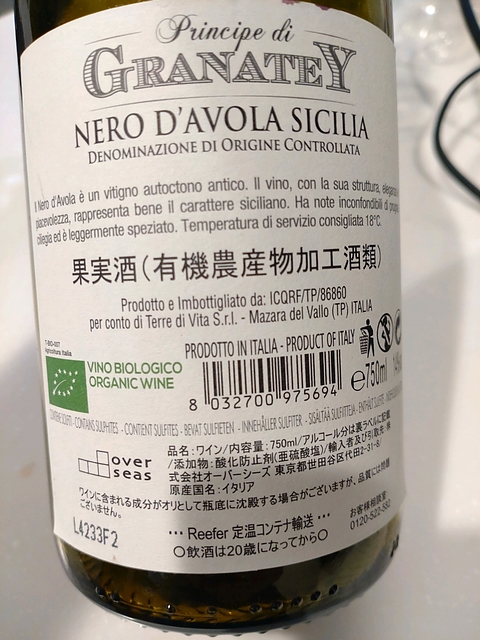 Principe di
GRANATEY
NERO D'AVOLA SICILIA
DENOMINAZIONE DI ORIGINE CONTROLLATA
Il Nero d'Avola è un vitigno autoctono antico. Il vino, con la sua struttura,
piacevolezza, rappresenta bene il carattere siciliano. Ha note inconfondibili di
ciliegia ed è leggermente speziato. Temperatura di servizio consigliata 18°C.
果実酒(有機農産物加工酒類)
Prodotto e Imbottigliato da: ICQRF/TP/86860
per conto di Terre di Vita S.r.l. - Mazara del Vallo (TP) ITALIA
PRODOTTO IN ITALIA - PRODUCT OF ITALY
Agricoltura Italia
VINO BIOLOGICO
ORGANIC WINE
8 032700 975694
e750ml
CONTIENE SOLFITI - CONTAINS SULPHITES - CONTIENT SULFITES - BEVAT SULFIETEN - INNEHÅLLER SULFITER - SISÄLTÄÄ SULFIITTEJA -
over
seas
品名:ワイン/内容量:750ml/アルコール分は裏ラベルに記載
/添加物:酸化防止剤(亜硫酸塩)/輸入者及び引取先:株
式会社オーバーシーズ 東京都世田谷区代田2-31-8/
原産国名:イタリア
ワインに含まれる成分がオリとして瓶底に沈殿する場合がございますが、品質には問題
ございません。
お客様相談室
0120-522-582
L4233F2
… Reefer 定温コンテナ輸送 …
○飲酒は20歳になってから○